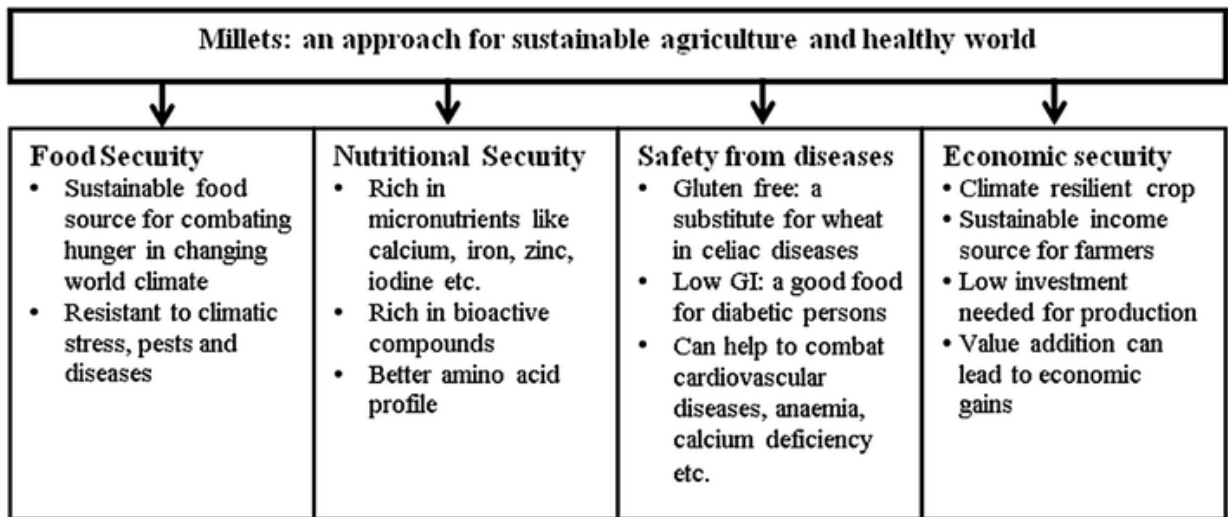 Millets: an approach for sustainable agriculture and healthy world
Food Security
• Sustainable food
source for combating
hunger in changing
world climate
• Resistant to climatic
stress, pests and
diseases
Nutritional Security
• Rich in
micronutrients like
calcium, iron, zinc,
iodine etc.
• Rich in bioactive
compounds
• Better amino acid
profile
Safety from diseases
• Gluten free: a
substitute for wheat
in celiac diseases
• Low GI: a good food
for diabetic persons
• Can help to combat
cardiovascular
diseases, anaemia,
calcium deficiency
etc.
Economic security
• Climate resilient crop
• Sustainable income
source for farmers
• Low investment
needed for production
• Value addition can
lead to economic
gains